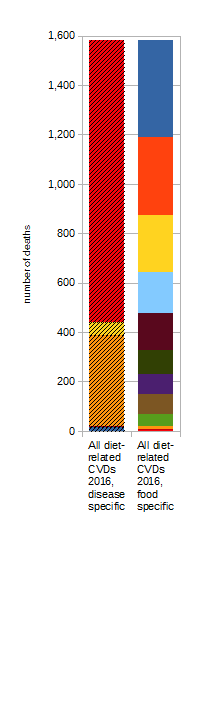 1,600
1,400
1,200
1,000
800
600
400
200
0
number of deaths
All diet-
related
CVDs
2016,
disease
specific
All diet-
related
CVDs
2016,
food
specific